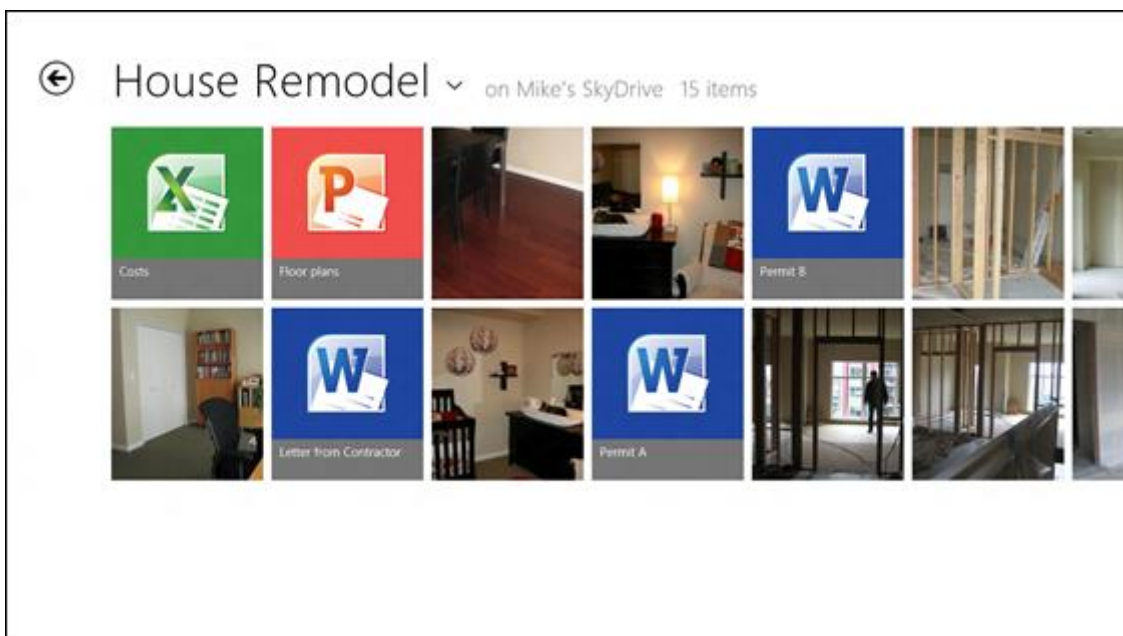 House Remodel on Mike's SkyDrive 15 items
X
P
W
Costs
Floor plans
Permit B
W
W
Letter from Contractor
Permit A